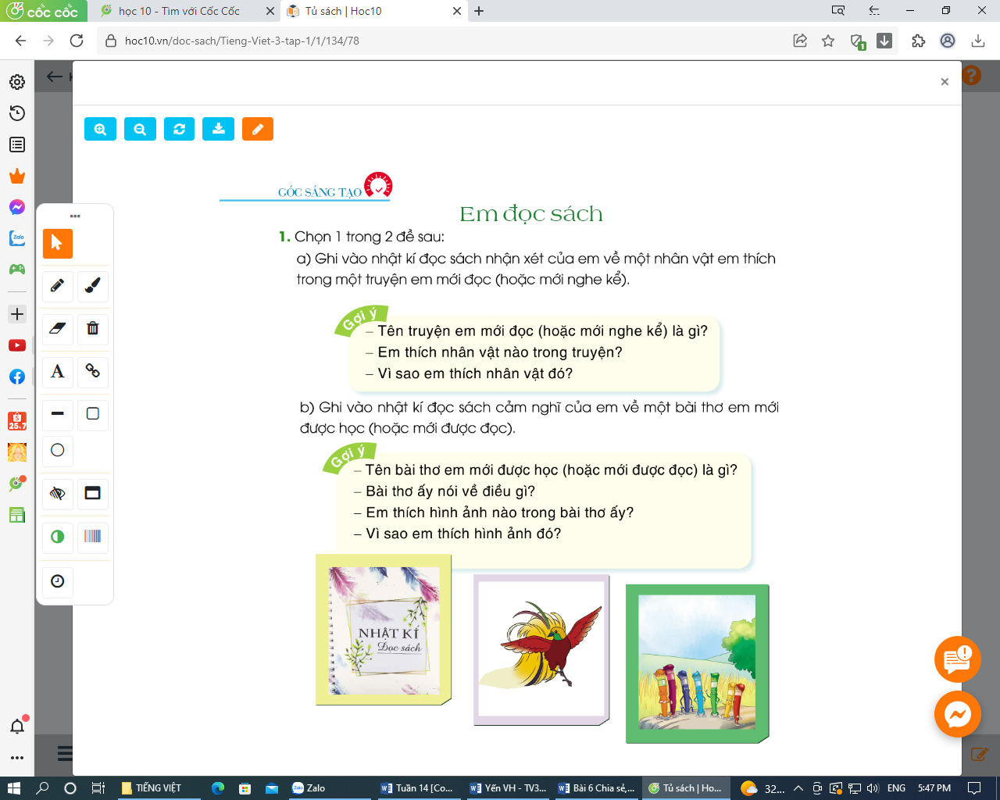 cốc cốc
học 10 - Tìm với Cốc Cốc
Tủ sách | Hoc10
hoc10.vn/doc-sach/Tieng-Viet-3-tap-1/1/134/78
GÓC SÁNG TẠO
Em đọc sách
1. Chọn 1 trong 2 đề sau:
a) Ghi vào nhật kí đọc sách nhận xét của em về một nhân vật em thích
trong một truyện em mới đọc (hoặc mới nghe kể).
Gợi ý
– Tên truyện em mới đọc (hoặc mới nghe kể) là gì?
– Em thích nhân vật nào trong truyện?
– Vì sao em thích nhân vật đó?
b) Ghi vào nhật kí đọc sách cảm nghĩ của em về một bài thơ em mới
được học (hoặc mới được đọc).
Gợi ý
– Tên bài thơ em mới được học (hoặc mới được đọc) là gì?
– Bài thơ ấy nói về điều gì?
– Em thích hình ảnh nào trong bài thơ ấy?
– Vì sao em thích hình ảnh đó?
NHẬT KÍ
Đọc sách
Zalo
25.7
A
1
TIẾNG VIỆT
Zalo
Tuần 14 [Co...
Yến VH - TV3...
Bài 6 Chia sẻ,...
Tủ sách | Ho...
32...
ENG
5:47 PM